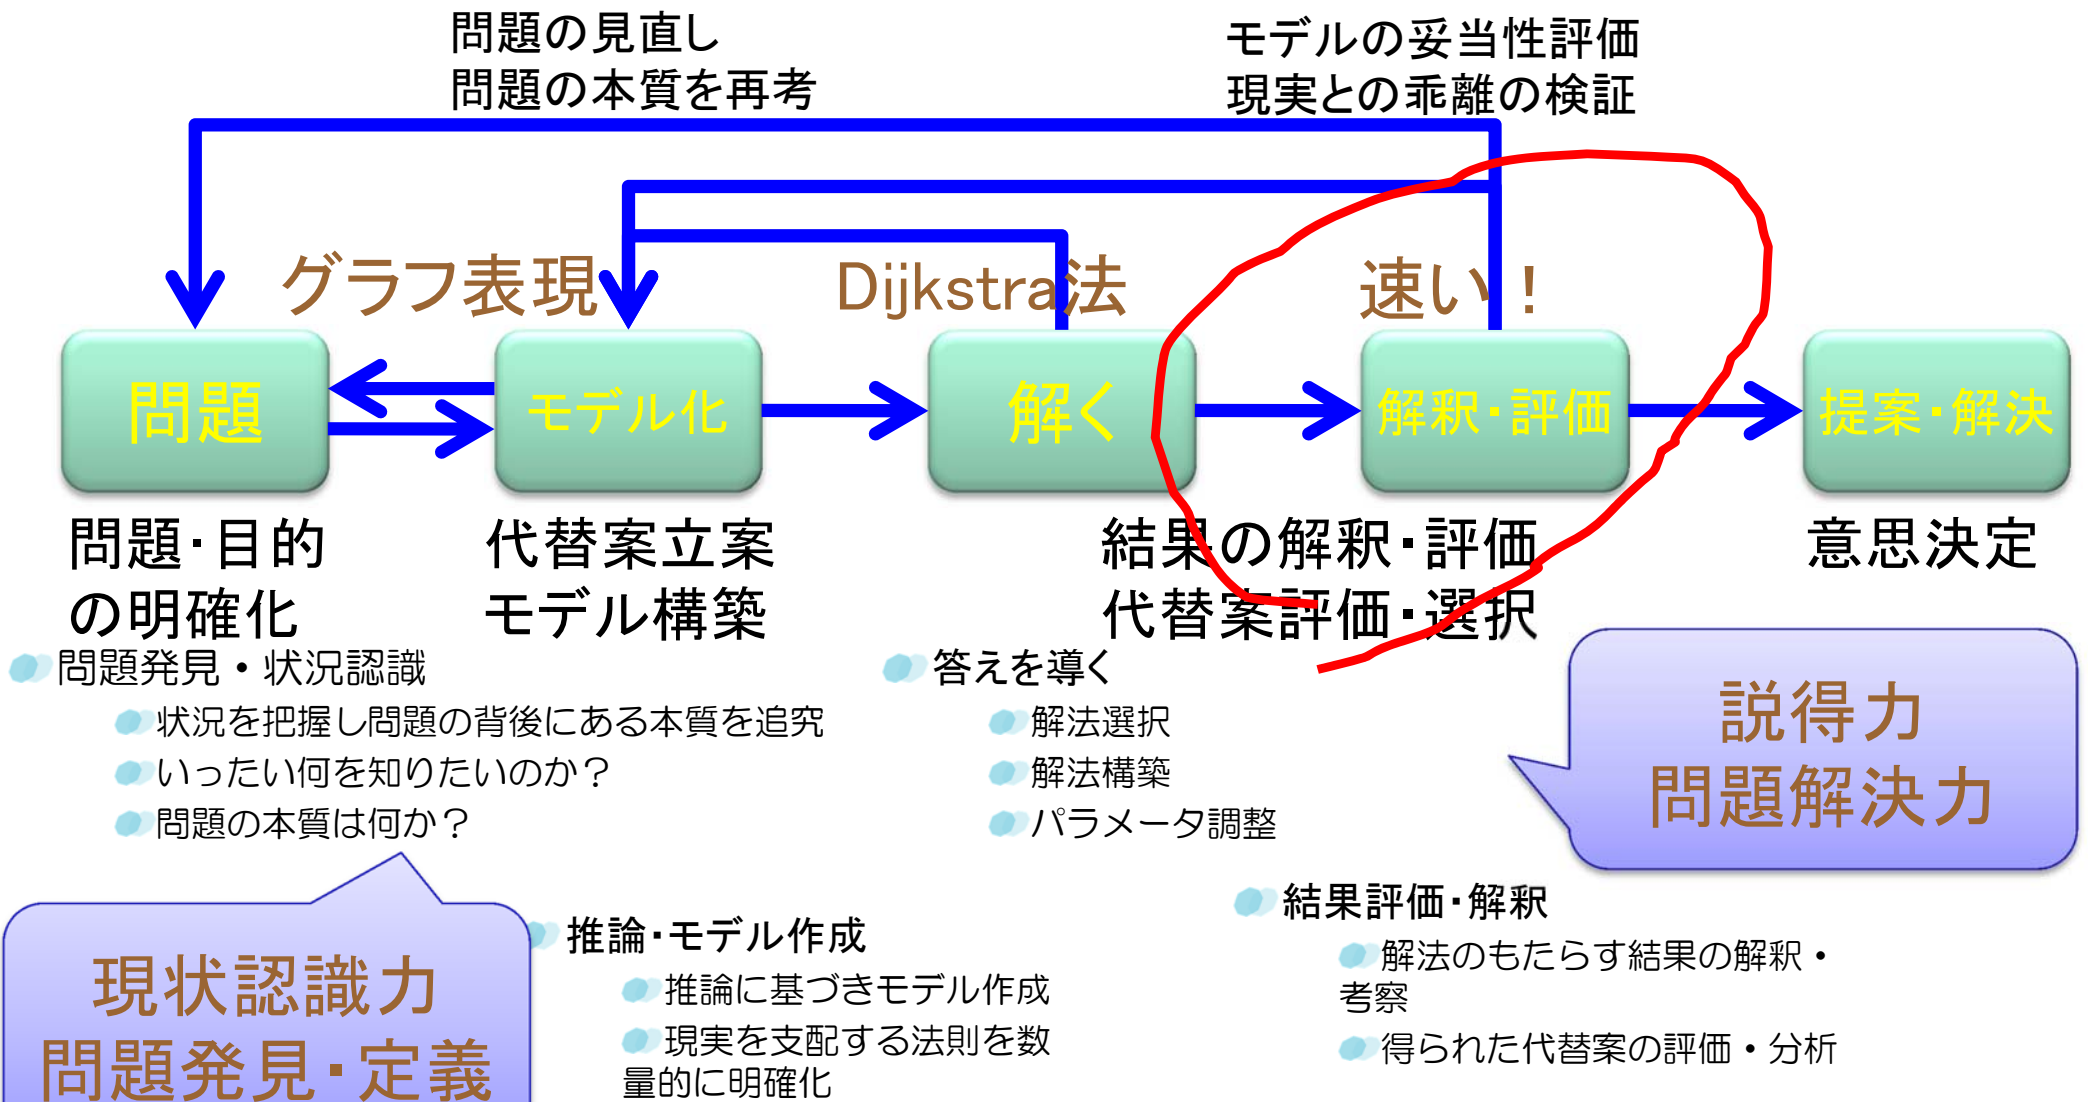 問題の見直し
問題の本質を再考
モデルの妥当性評価
現実との乖離の検証
グラフ表現
Dijkstra法
速い！
問題
モデル化
解く
解釈・評価
提案・解決
問題・目的
の明確化
代替案立案
モデル構築
結果の解釈・評価
代替案評価・選択
意思決定
問題発見・状況認識
状況を把握し問題の背後にある本質を追究
いったい何を知りたいのか？
問題の本質は何か？
答えを導く
解法選択
解法構築
パラメータ調整
説得力
問題解決力
現状認識力
問題発見・定義
推論・モデル作成
推論に基づきモデル作成
現実を支配する法則を数
量的に明確化
結果評価・解釈
解法のもたらす結果の解釈・
考察
得られた代替案の評価・分析